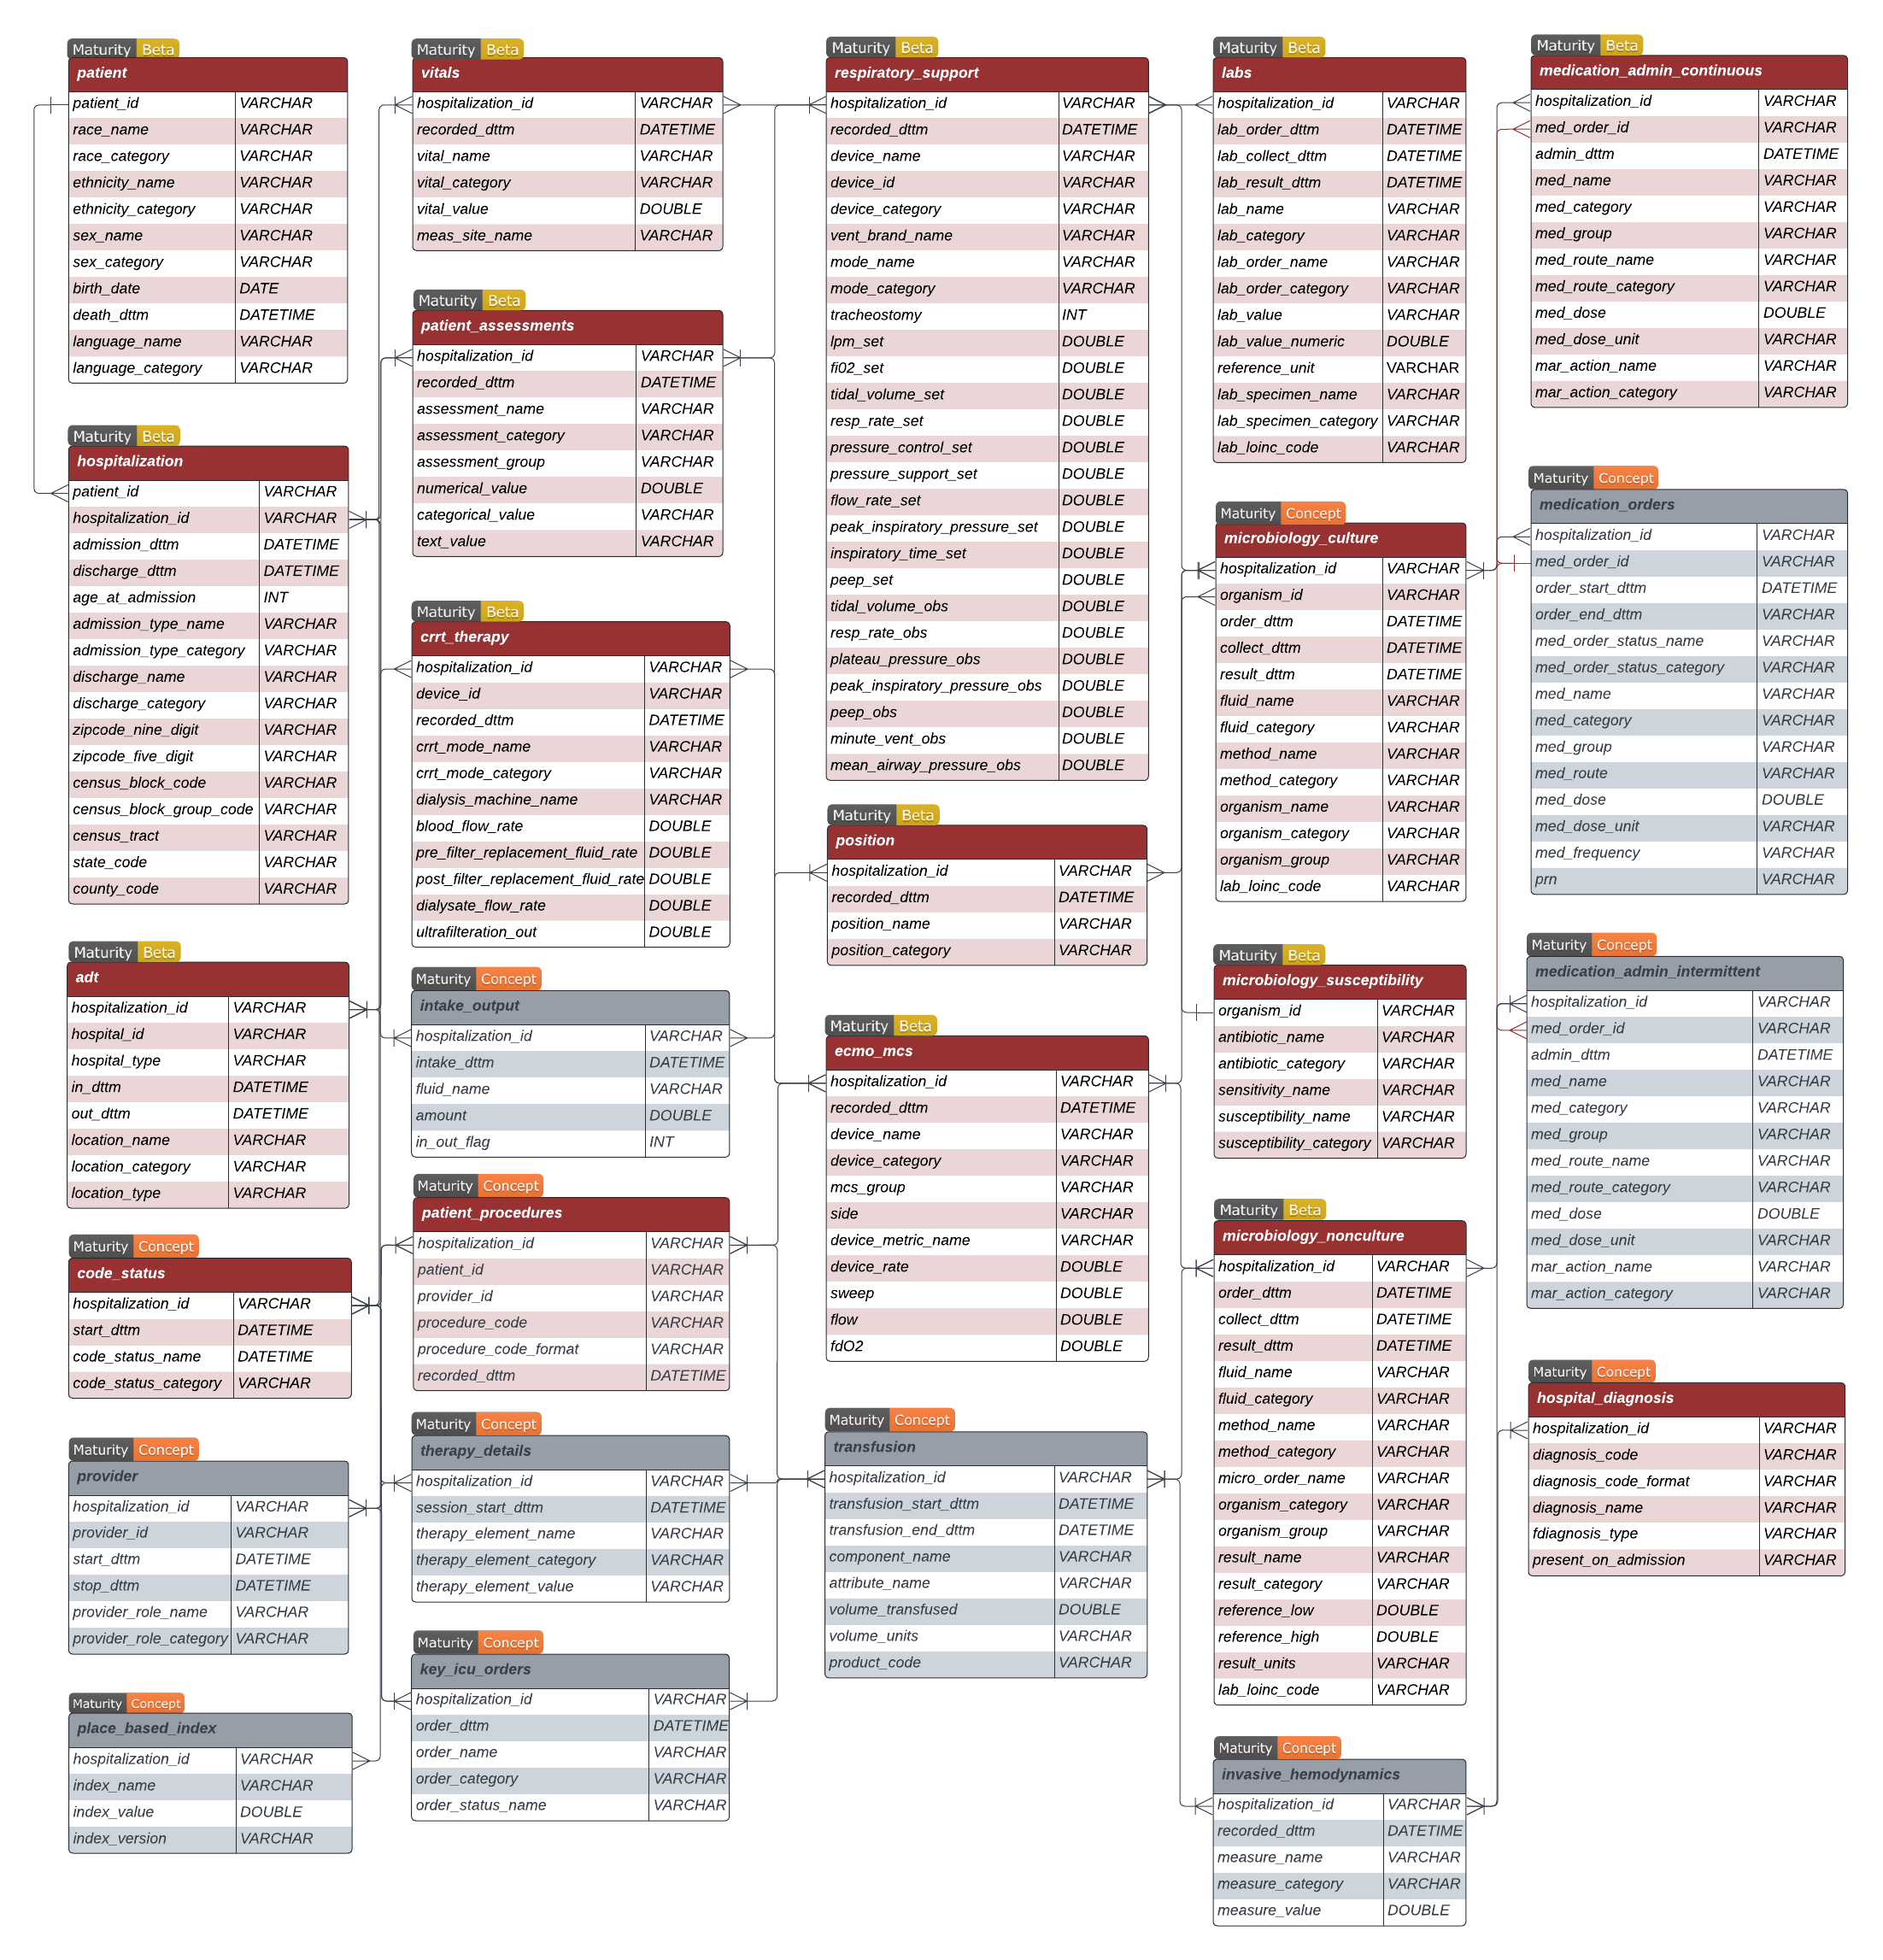 Maturity Beta
patient
patient_id VARCHAR
race_name VARCHAR
race_category VARCHAR
ethnicity_name VARCHAR
ethnicity_category VARCHAR
sex_name VARCHAR
sex_category VARCHAR
birth_date DATE
death_dttm DATETIME
language_name VARCHAR
language_category VARCHAR
Maturity Beta
hospitalization
patient_id VARCHAR
hospitalization_id VARCHAR
admission_dttm DATETIME
discharge_dttm DATETIME
age_at_admission INT
admission_type_name VARCHAR
admission_type_category VARCHAR
discharge_name VARCHAR
discharge_category VARCHAR
zipcode_nine_digit VARCHAR
zipcode_five_digit VARCHAR
census_block_code VARCHAR
census_block_group_code VARCHAR
census_tract VARCHAR
state_code VARCHAR
county_code VARCHAR
Maturity Beta
adt
hospitalization_id VARCHAR
hospital_id VARCHAR
hospital_type VARCHAR
in_dttm DATETIME
out_dttm DATETIME
location_name VARCHAR
location_category VARCHAR
location_type VARCHAR
Maturity Concept
code_status
hospitalization_id VARCHAR
start_dttm DATETIME
code_status_name DATETIME
code_status_category VARCHAR
Maturity Concept
provider
hospitalization_id VARCHAR
provider_id VARCHAR
start_dttm DATETIME
stop_dttm DATETIME
provider_role_name VARCHAR
provider_role_category VARCHAR
Maturity Concept
place_based_index
hospitalization_id VARCHAR
index_name VARCHAR
index_value DOUBLE
index_version VARCHAR
Maturity Beta
vitals
hospitalization_id VARCHAR
recorded_dttm DATETIME
vital_name VARCHAR
vital_category VARCHAR
vital_value DOUBLE
meas_site_name VARCHAR
Maturity Beta
patient_assessments
hospitalization_id VARCHAR
recorded_dttm DATETIME
assessment_name VARCHAR
assessment_category VARCHAR
assessment_group VARCHAR
numerical_value DOUBLE
categorical_value VARCHAR
text_value VARCHAR
Maturity Beta
crrt_therapy
hospitalization_id VARCHAR
device_id VARCHAR
recorded_dttm DATETIME
crrt_mode_name VARCHAR
crrt_mode_category VARCHAR
dialysis_machine_name VARCHAR
blood_flow_rate DOUBLE
pre_filter_replacement_fluid_rate DOUBLE
post_filter_replacement_fluid_rate DOUBLE
dialysate_flow_rate DOUBLE
ultrafilteration_out DOUBLE
Maturity Concept
intake_output
hospitalization_id VARCHAR
intake_dttm DATETIME
fluid_name VARCHAR
amount DOUBLE
in_out_flag INT
Maturity Concept
patient_procedures
hospitalization_id VARCHAR
patient_id VARCHAR
provider_id VARCHAR
procedure_code VARCHAR
procedure_code_format VARCHAR
recorded_dttm DATETIME
Maturity Concept
therapy_details
hospitalization_id VARCHAR
session_start_dttm DATETIME
therapy_element_name VARCHAR
therapy_element_category VARCHAR
therapy_element_value VARCHAR
Maturity Concept
key_icu_orders
hospitalization_id VARCHAR
order_dttm DATETIME
order_name VARCHAR
order_category VARCHAR
order_status_name VARCHAR
Maturity Beta
respiratory_support
hospitalization_id VARCHAR
recorded_dttm DATETIME
device_name VARCHAR
device_id VARCHAR
device_category VARCHAR
vent_brand_name VARCHAR
mode_name VARCHAR
mode_category VARCHAR
tracheostomy INT
lpm_set DOUBLE
fi02_set DOUBLE
tidal_volume_set DOUBLE
resp_rate_set DOUBLE
pressure_control_set DOUBLE
pressure_support_set DOUBLE
flow_rate_set DOUBLE
peak_inspiratory_pressure_set DOUBLE
inspiratory_time_set DOUBLE
peep_set DOUBLE
tidal_volume_obs DOUBLE
resp_rate_obs DOUBLE
plateau_pressure_obs DOUBLE
peak_inspiratory_pressure_obs DOUBLE
peep_obs DOUBLE
minute_vent_obs DOUBLE
mean_airway_pressure_obs DOUBLE
Maturity Beta
position
hospitalization_id VARCHAR
recorded_dttm DATETIME
position_name VARCHAR
position_category VARCHAR
Maturity Beta
ecmo_mcs
hospitalization_id VARCHAR
recorded_dttm DATETIME
device_name VARCHAR
device_category VARCHAR
mcs_group VARCHAR
side VARCHAR
device_metric_name VARCHAR
device_rate DOUBLE
sweep DOUBLE
flow DOUBLE
fdO2 DOUBLE
Maturity Concept
transfusion
hospitalization_id VARCHAR
transfusion_start_dttm DATETIME
transfusion_end_dttm DATETIME
component_name VARCHAR
attribute_name VARCHAR
volume_transfused DOUBLE
volume_units VARCHAR
product_code VARCHAR
Maturity Beta
labs
hospitalization_id VARCHAR
lab_order_dttm DATETIME
lab_collect_dttm DATETIME
lab_result_dttm DATETIME
lab_name VARCHAR
lab_category VARCHAR
lab_order_name VARCHAR
lab_order_category VARCHAR
lab_value VARCHAR
lab_value_numeric DOUBLE
reference_unit VARCHAR
lab_specimen_name VARCHAR
lab_specimen_category VARCHAR
lab_loinc_code VARCHAR
Maturity Concept
microbiology_culture
hospitalization_id VARCHAR
organism_id VARCHAR
order_dttm DATETIME
collect_dttm DATETIME
result_dttm DATETIME
fluid_name VARCHAR
fluid_category VARCHAR
method_name VARCHAR
method_category VARCHAR
organism_name VARCHAR
organism_category VARCHAR
organism_group VARCHAR
lab_loinc_code VARCHAR
Maturity Beta
microbiology_susceptibility
organism_id VARCHAR
antibiotic_name VARCHAR
antibiotic_category VARCHAR
sensitivity_name VARCHAR
susceptibility_name VARCHAR
susceptibility_category VARCHAR
Maturity Beta
microbiology_nonculture
hospitalization_id VARCHAR
order_dttm DATETIME
collect_dttm DATETIME
result_dttm DATETIME
fluid_name VARCHAR
fluid_category VARCHAR
method_name VARCHAR
method_category VARCHAR
micro_order_name VARCHAR
organism_category VARCHAR
organism_group VARCHAR
result_name VARCHAR
result_category VARCHAR
reference_low DOUBLE
reference_high DOUBLE
result_units VARCHAR
lab_loinc_code VARCHAR
Maturity Concept
invasive_hemodynamics
hospitalization_id VARCHAR
recorded_dttm DATETIME
measure_name VARCHAR
measure_category VARCHAR
measure_value DOUBLE
Maturity Beta
medication_admin_continuous
hospitalization_id VARCHAR
med_order_id VARCHAR
admin_dttm DATETIME
med_name VARCHAR
med_category VARCHAR
med_group VARCHAR
med_route_name VARCHAR
med_route_category VARCHAR
med_dose DOUBLE
med_dose_unit VARCHAR
mar_action_name VARCHAR
mar_action_category VARCHAR
Maturity Concept
medication_orders
hospitalization_id VARCHAR
med_order_id VARCHAR
order_start_dttm DATETIME
order_end_dttm VARCHAR
med_order_status_name VARCHAR
med_order_status_category VARCHAR
med_name VARCHAR
med_category VARCHAR
med_group VARCHAR
med_route VARCHAR
med_dose DOUBLE
med_dose_unit VARCHAR
med_frequency VARCHAR
prn VARCHAR
Maturity Concept
medication_admin_intermittent
hospitalization_id VARCHAR
med_order_id VARCHAR
admin_dttm DATETIME
med_name VARCHAR
med_category VARCHAR
med_group VARCHAR
med_route_name VARCHAR
med_route_category VARCHAR
med_dose DOUBLE
med_dose_unit VARCHAR
mar_action_name VARCHAR
mar_action_category VARCHAR
Maturity Concept
hospital_diagnosis
hospitalization_id VARCHAR
diagnosis_code VARCHAR
diagnosis_code_format VARCHAR
diagnosis_name VARCHAR
fdiagnosis_type VARCHAR
present_on_admission VARCHAR